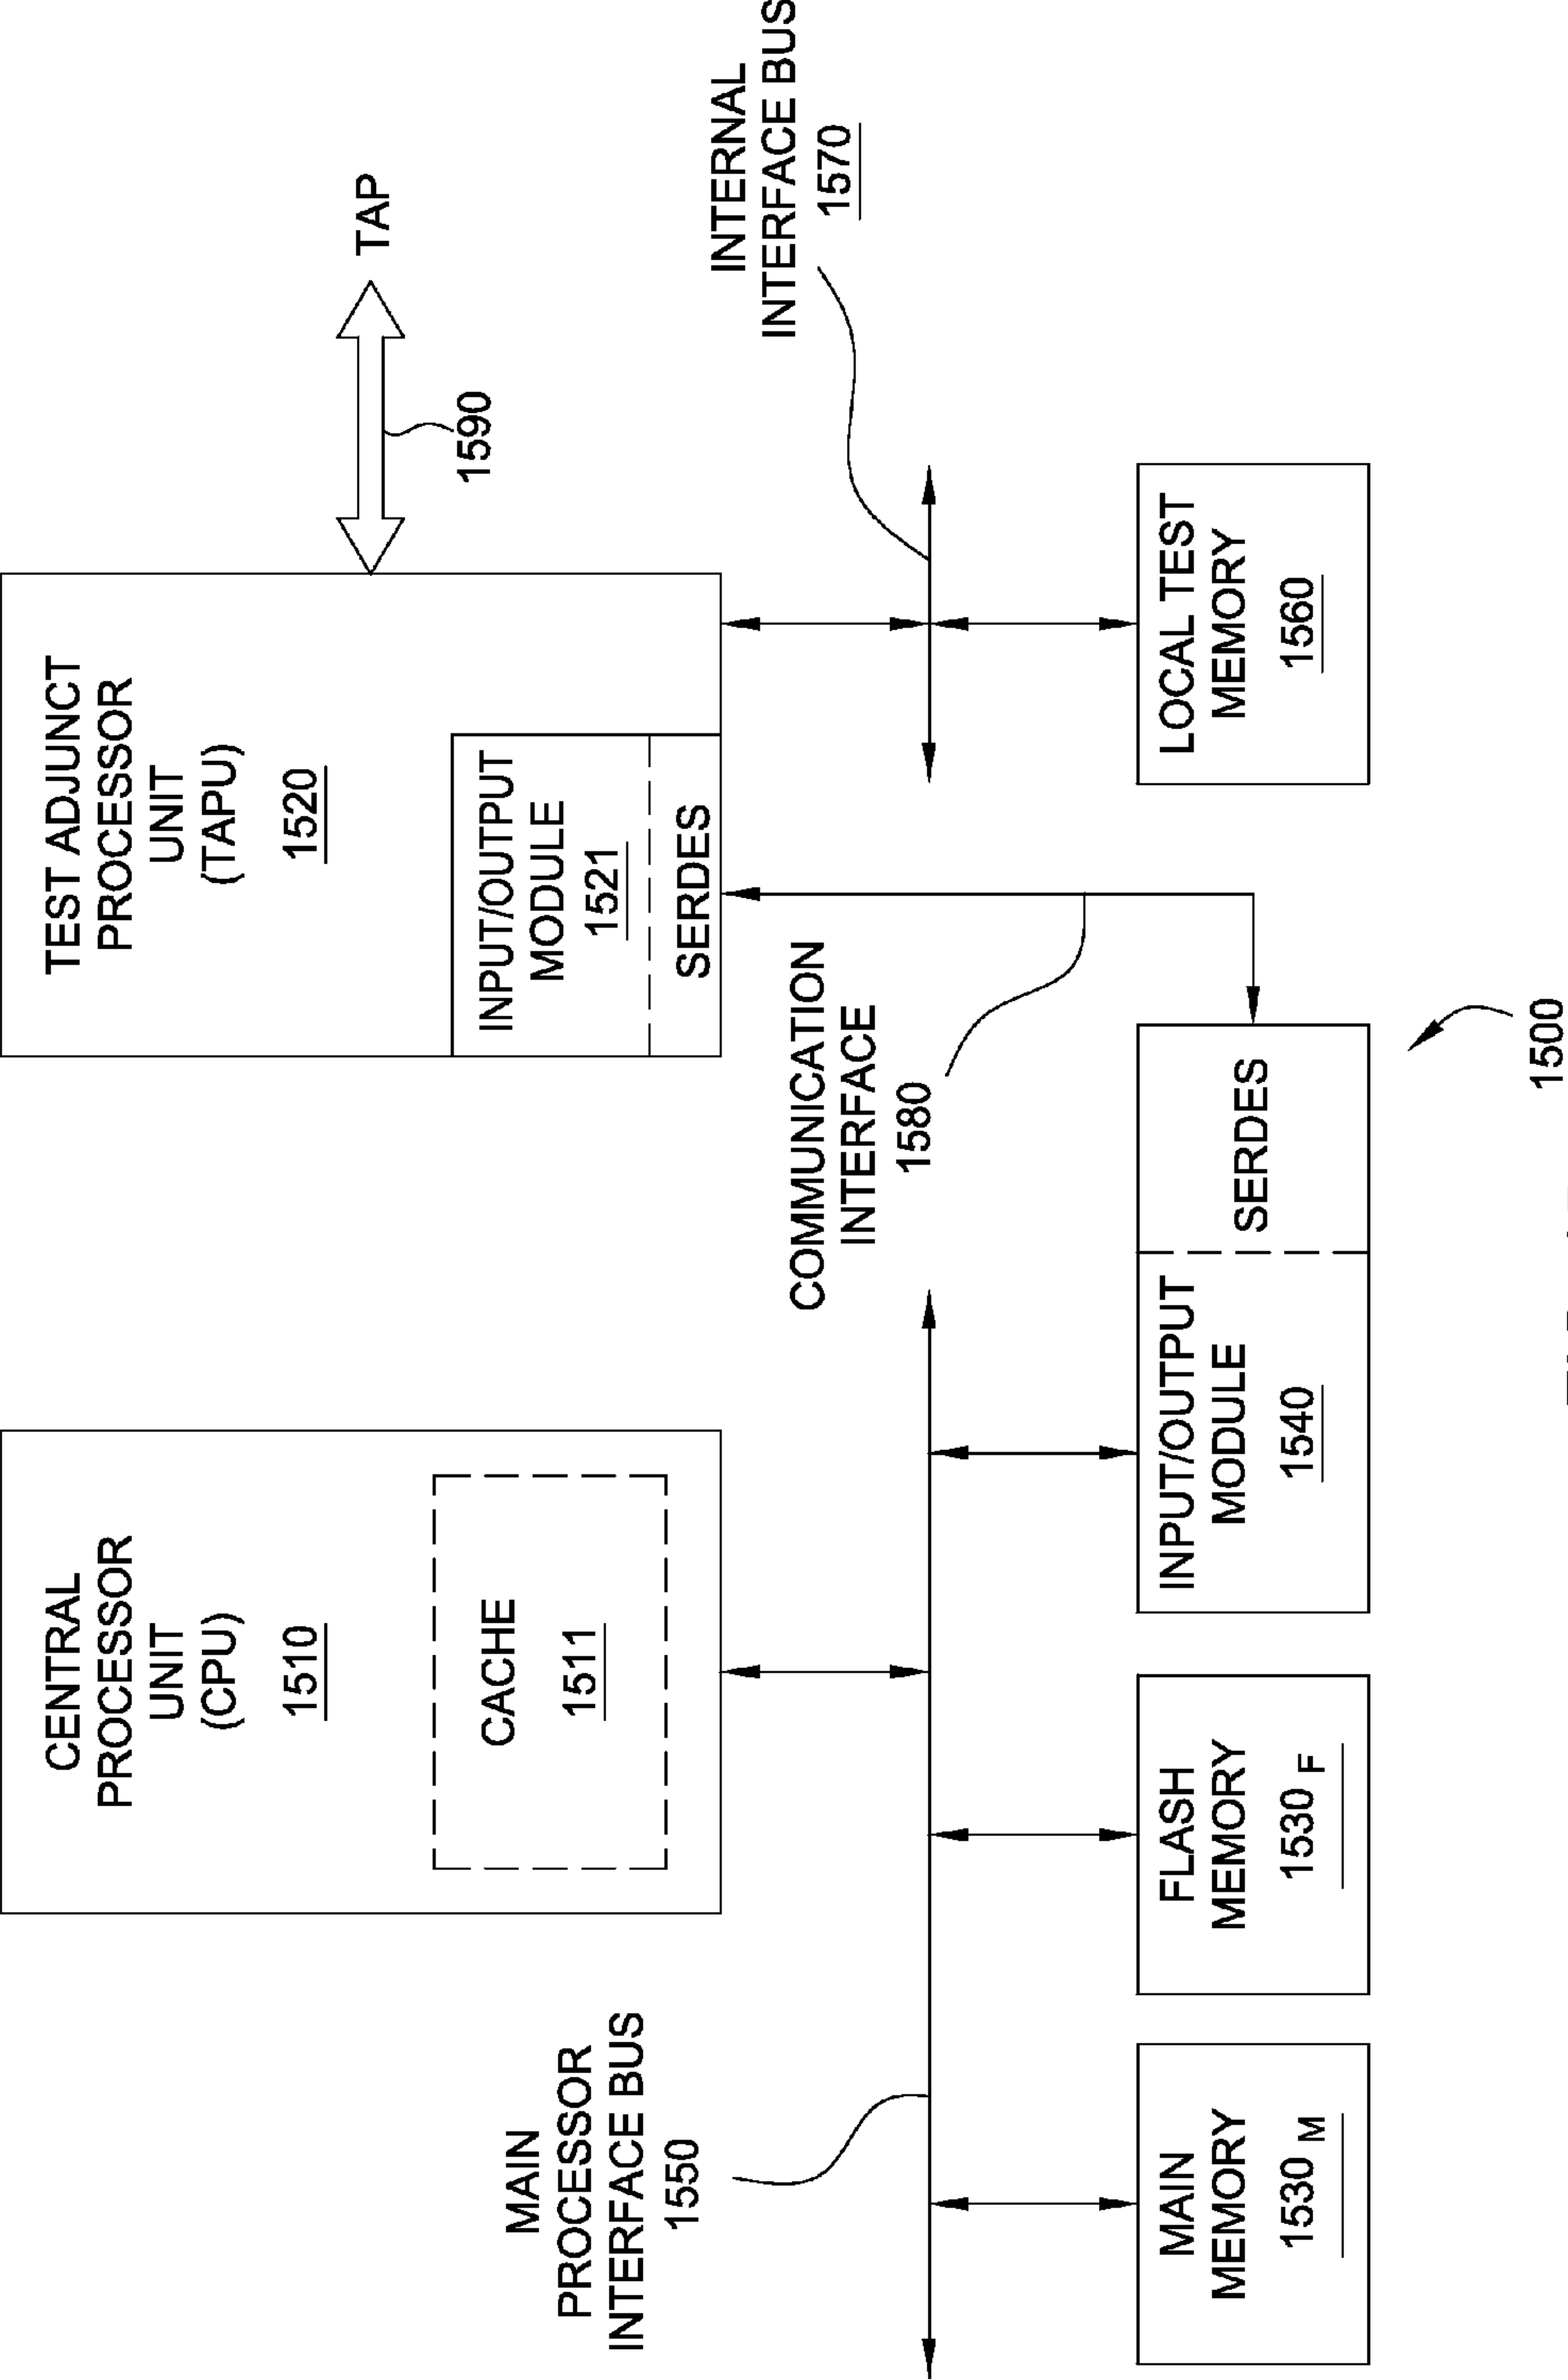 CENTRAL
PROCESSOR
UNIT
(CPU)
1510
CACHE
1511
TEST ADJUNCT
PROCESSOR
UNIT
(TAPU)
1520
INPUT/OUTPUT
MODULE
1521
SERDES
TAP
1590
MAIN
PROCESSOR
INTERFACE BUS
1550
COMMUNICATION
INTERFACE
1580
INTERNAL
INTERFACE BUS
1570
MAIN
MEMORY
1530 M
FLASH
MEMORY
1530 F
INPUT/OUTPUT
MODULE
1540
SERDES
LOCAL TEST
MEMORY
1560
1500